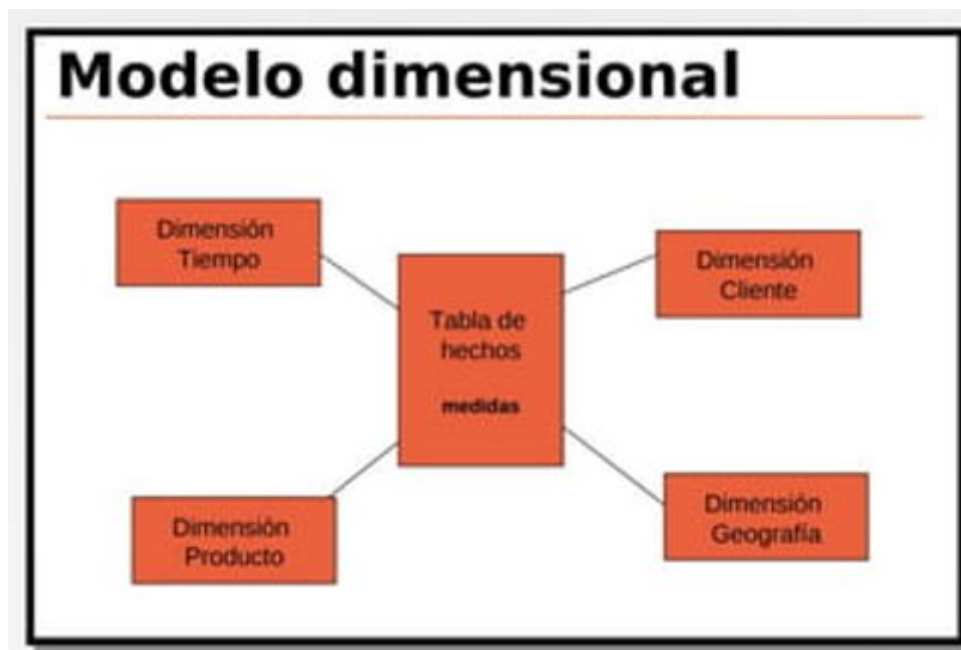 Modelo dimensional
Dimensión
Tiempo
Dimensión
Cliente
Tabla de
hechos
medidas
Dimensión
Producto
Dimensión
Geografía